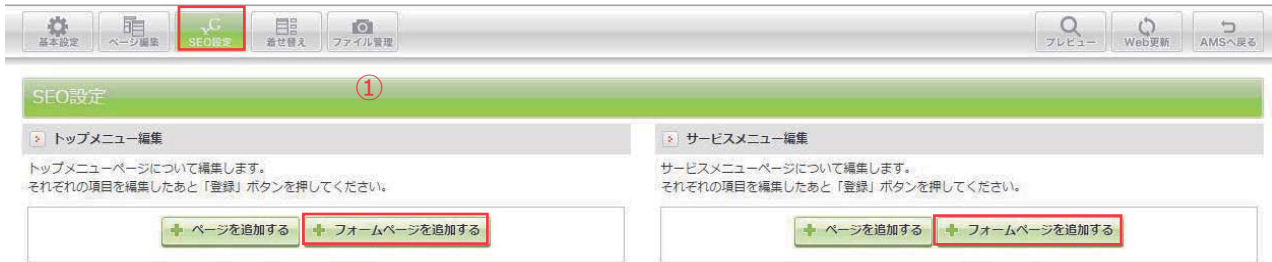 基本設定
ページ編集
SEO設定
着せ替え
ファイル管理
プレビュー
Web更新
AMSへ戻る
①
SEO設定
トップメニュー編集
トップメニューページについて編集します。
それぞれの項目を編集したあと「登録」ボタンを押してください。
ページを追加する
フォームページを追加する
サービスメニュー編集
サービスメニューページについて編集します。
それぞれの項目を編集したあと「登録」ボタンを押してください。
ページを追加する
フォームページを追加する